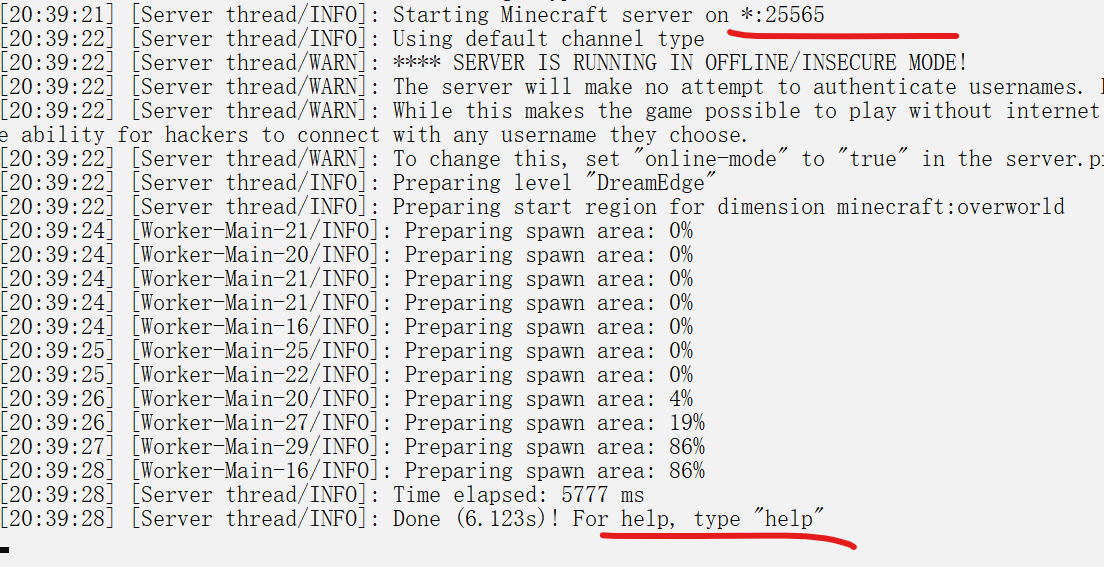 [20:39:21] [Server thread/INFO]: Starting Minecraft server on *:25565
[20:39:22] [Server thread/INFO]: Using default channel type
[20:39:22] [Server thread/WARN]: **** SERVER IS RUNNING IN OFFLINE/INSECURE MODE!
[20:39:22] [Server thread/WARN]: The server will make no attempt to authenticate usernames.
[20:39:22] [Server thread/WARN]: While this makes the game possible to play without internet
e ability for hackers to connect with any username they choose.
[20:39:22] [Server thread/WARN]: To change this, set "online-mode" to "true" in the
[20:39:22] [Server thread/INFO]: Preparing level "DreamEdge"
[20:39:22] [Server thread/INFO]: Preparing start region for dimension minecraft:overworld
[20:39:24] [Worker-Main-21/INFO]: Preparing spawn area: 0%
[20:39:24] [Worker-Main-20/INFO]: Preparing spawn area: 0%
[20:39:24] [Worker-Main-21/INFO]: Preparing spawn area: 0%
[20:39:24] [Worker-Main-21/INFO]: Preparing spawn area: 0%
[20:39:24] [Worker-Main-16/INFO]: Preparing spawn area: 0%
[20:39:25] [Worker-Main-25/INFO]: Preparing spawn area: 0%
[20:39:25] [Worker-Main-22/INFO]: Preparing spawn area: 0%
[20:39:26] [Worker-Main-20/INFO]: Preparing spawn area: 4%
[20:39:26] [Worker-Main-27/INFO]: Preparing spawn area: 19%
[20:39:27] [Worker-Main-29/INFO]: Preparing spawn area: 86%
[20:39:28] [Worker-Main-16/INFO]: Preparing spawn area: 86%
[20:39:28] [Server thread/INFO]: Time elapsed: 5777 ms
[20:39:28] [Server thread/INFO]: Done (6.123s)! For help, type "help"